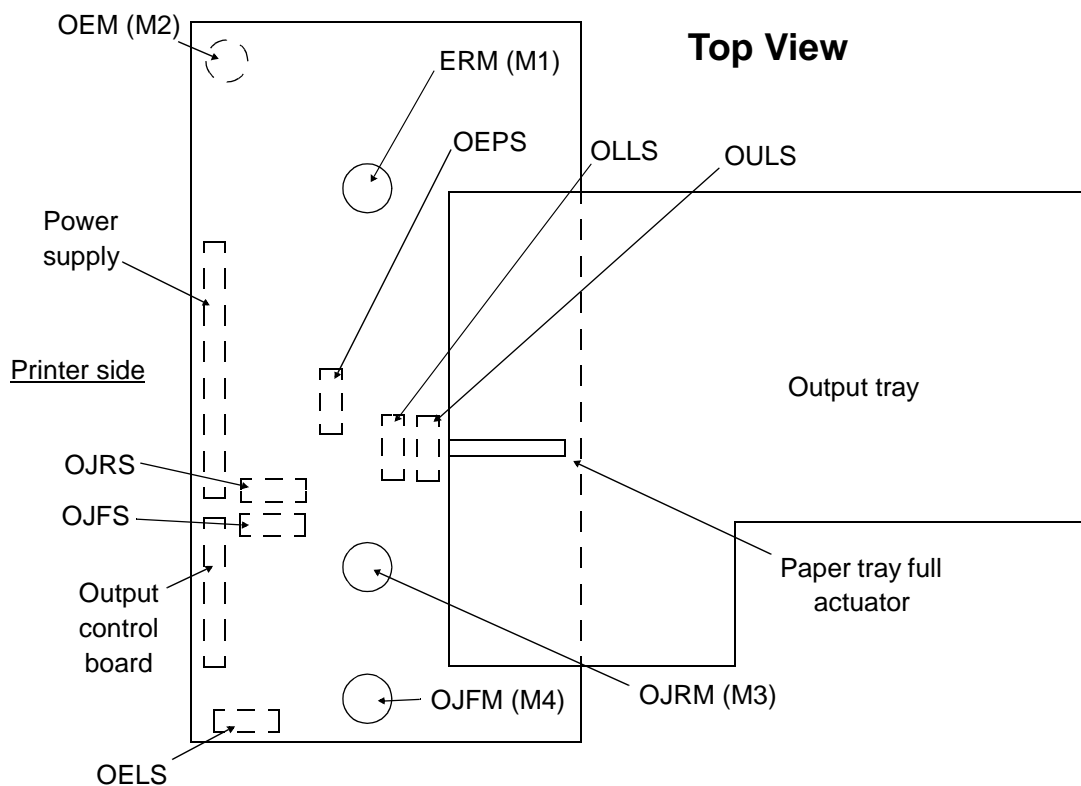 OEM (M2)
Top View
ERM (M1)
OEPS
OLLS
OULS
Power
supply
Printer side
Output tray
OJRS
OJFS
Output
control
board
Paper tray full
actuator
OJFM (M4)
OJRM (M3)
OELS